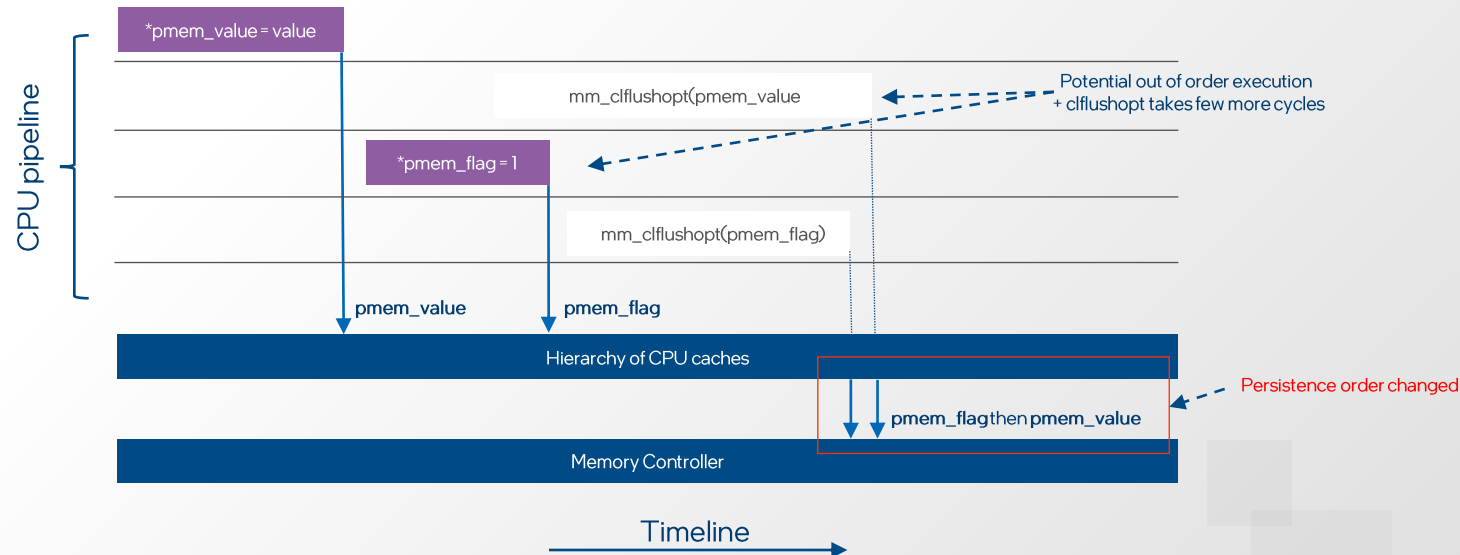 *pmem_value = value
CPU pipeline
mm_clflushopt(pmem_value
Potential out of order execution
+ clflushopt takes few more cycles
*pmem_flag = 1
mm_clflushopt(pmem_flag)
pmem_value
pmem_flag
Hierarchy of CPU caches
Persistence order changed
pmem_flag then pmem_value
Memory Controller
Timeline